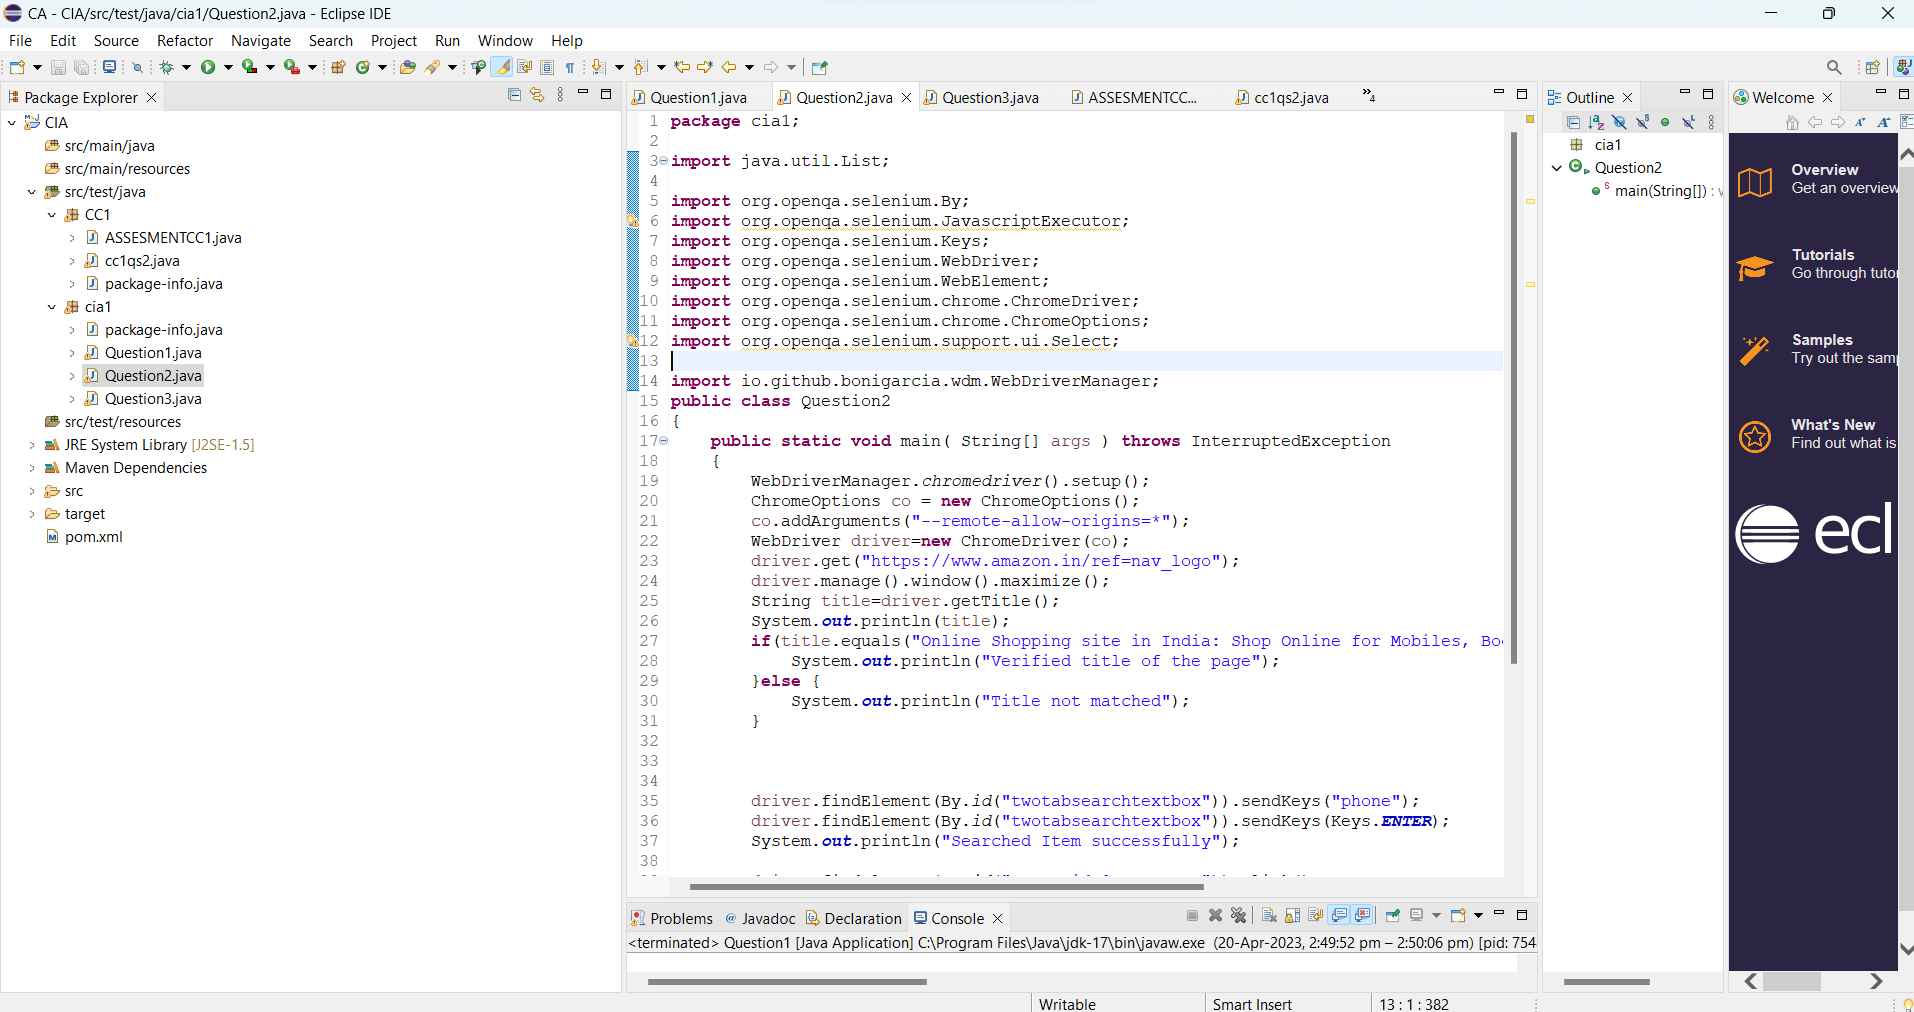 CA - CIA/src/test/java/cia1/Question2.java - Eclipse IDE
File Edit Source Refactor Navigate Search Project Run Window Help
Package Explorer
CIA
src/main/java
src/main/resources
src/test/java
CC1
ASSESMENTCC1.java
cc1qs2.java
package-info.java
cia1
package-info.java
Question1.java
Question2.java
Question3.java
src/test/resources
JRE System Library [J2SE-1.5]
Maven Dependencies
src
target
pom.xml
Question1.java Question2.java Question3.java ASSESMENTCC... cc1qs2.java »4
1 package cia1;
2
3 import java.util.List;
4
5 import org.openqa.selenium.By;
6 import org.openqa.selenium.JavascriptExecutor;
7 import org.openqa.selenium.Keys;
8 import org.openqa.selenium.WebDriver;
9 import org.openqa.selenium.WebElement;
10 import org.openqa.selenium.chrome.ChromeDriver;
11 import org.openqa.selenium.chrome.ChromeOptions;
12 import org.openqa.selenium.support.ui.Select;
13
14 import io.github.bonigarcia.wdm.WebDriverManager;
15 public class Question2
16 {
17 public static void main( String[] args ) throws InterruptedException
18 {
19 WebDriverManager.chromedriver().setup();
20 ChromeOptions co = new ChromeOptions();
21 co.addArguments("--remote-allow-origins=*");
22 WebDriver driver=new ChromeDriver(co);
23 driver.get("https://www.amazon.in/ref=nav_logo");
24 driver.manage().window().maximize();
25 String title=driver.getTitle();
26 System.out.println(title);
27 if(title.equals("Online Shopping site in India: Shop Online for Mobiles, Bo
28 System.out.println("Verified title of the page");
29 }else {
30 System.out.println("Title not matched");
31 }
32
33
34
35 driver.findElement(By.id("twotabsearchtextbox")).sendKeys("phone");
36 driver.findElement(By.id("twotabsearchtextbox")).sendKeys(Keys.ENTER);
37 System.out.println("Searched Item successfully");
38
Problems @ Javadoc Declaration Console
<terminated> Question1 [Java Application] C:\Program Files\Java\jdk-17\bin\javaw.exe (20-Apr-2023, 2:49:52 pm – 2:50:06 pm) [pid: 754
Outline
cia1
Question2
main(String[]) : v
Welcome
Overview
Get an overview
Tutorials
Go through tutor
Samples
Try out the samp
What's New
Find out what is
ecl
Writable Smart Insert 13 : 1 : 382